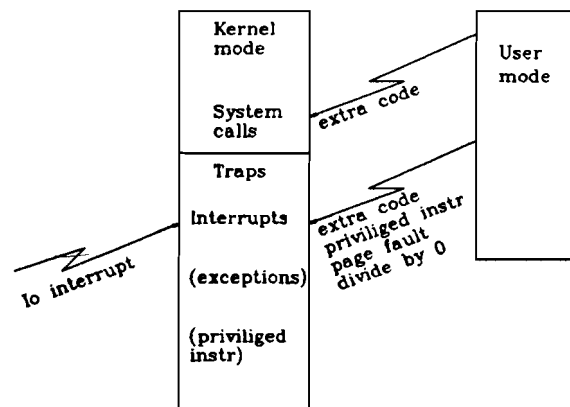 Kernel
mode
System
calls
Traps
Interrupts
(exceptions)
(priviliged
instr)
User
mode
extra code
extra code
priviliged instr
page fault
divide by 0
Io interrupt